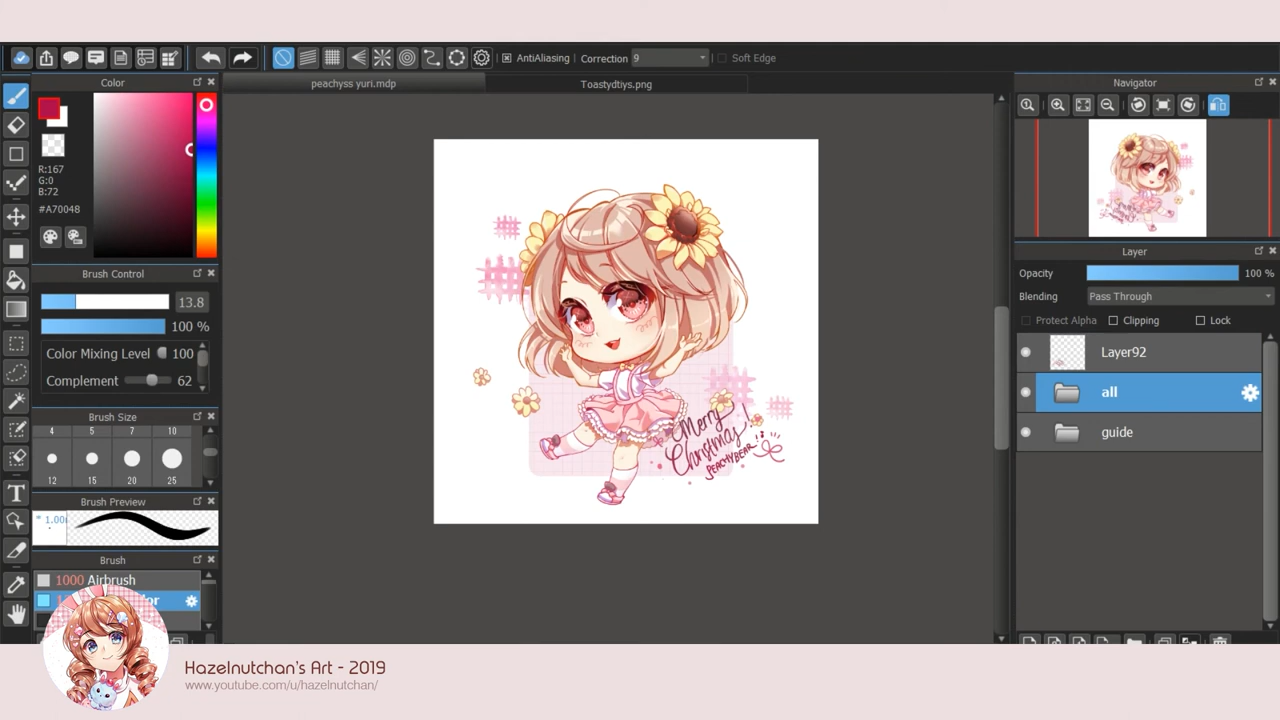 AntiAliasing Correction 9 Soft Edge
Color
peachyss yuri.mdp Toastydtiys.png
Navigator
R:167
G:0
B:72
#A70048
Brush Control
13.8
100 %
Color Mixing Level 100
Complement 62
Brush Size
4 5 7 10
12 15 20 25
Brush Preview
* 1.00
Brush
1000 Airbrush
Layer
Opacity 100 %
Blending Pass Through
Protect Alpha Clipping Lock
Layer92
all
guide
Merry
Christmas!
PEACHYBEAR!
Hazelnutchan's Art - 2019
www.youtube.com/u/hazelnutchan/